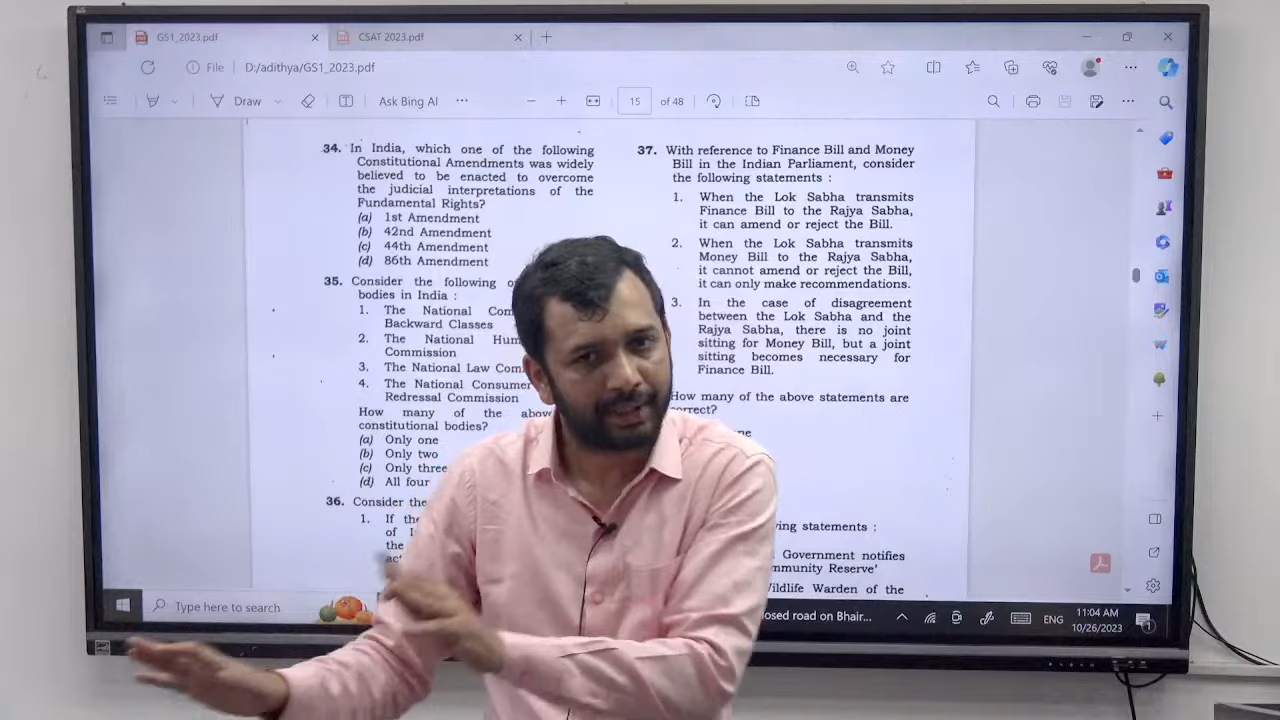 GS1_2023.pdf
CSAT 2023.pdf
File D:/adithya/GS1_2023.pdf
Draw
Ask Bing AI
15 of 48
34. In India, which one of the following
Constitutional Amendments was widely
believed to be enacted to overcome
the judicial interpretations of the
Fundamental Rights?
(a) 1st Amendment
(b) 42nd Amendment
(c) 44th Amendment
(d) 86th Amendment
35. Consider the following
bodies in India :
1. The National
Backward Classes
2. The National
Commission
3. The National Law
4. The National Consumer
Redressal Commission
How many of the above
constitutional bodies?
(a) Only one
(b) Only two
(c) Only three
(d) All four
36. Consider the
1. If the
of
the
37. With reference to Finance Bill and Money
Bill in the Indian Parliament, consider
the following statements :
1. When the Lok Sabha transmits
Finance Bill to the Rajya Sabha,
it can amend or reject the Bill.
2. When the Lok Sabha transmits
Money Bill to the Rajya Sabha,
it cannot amend or reject the Bill,
it can only make recommendations.
3. In the case of disagreement
between the Lok Sabha and the
Rajya Sabha, there is no joint
sitting for Money Bill, but a joint
sitting becomes necessary for
Finance Bill.
How many of the above statements are
correct?
statements :
Government notifies
Reserve'
Wildlife Warden of the
Type here to search
road on Bhair...
ENG
11:04 AM
10/26/2023
1